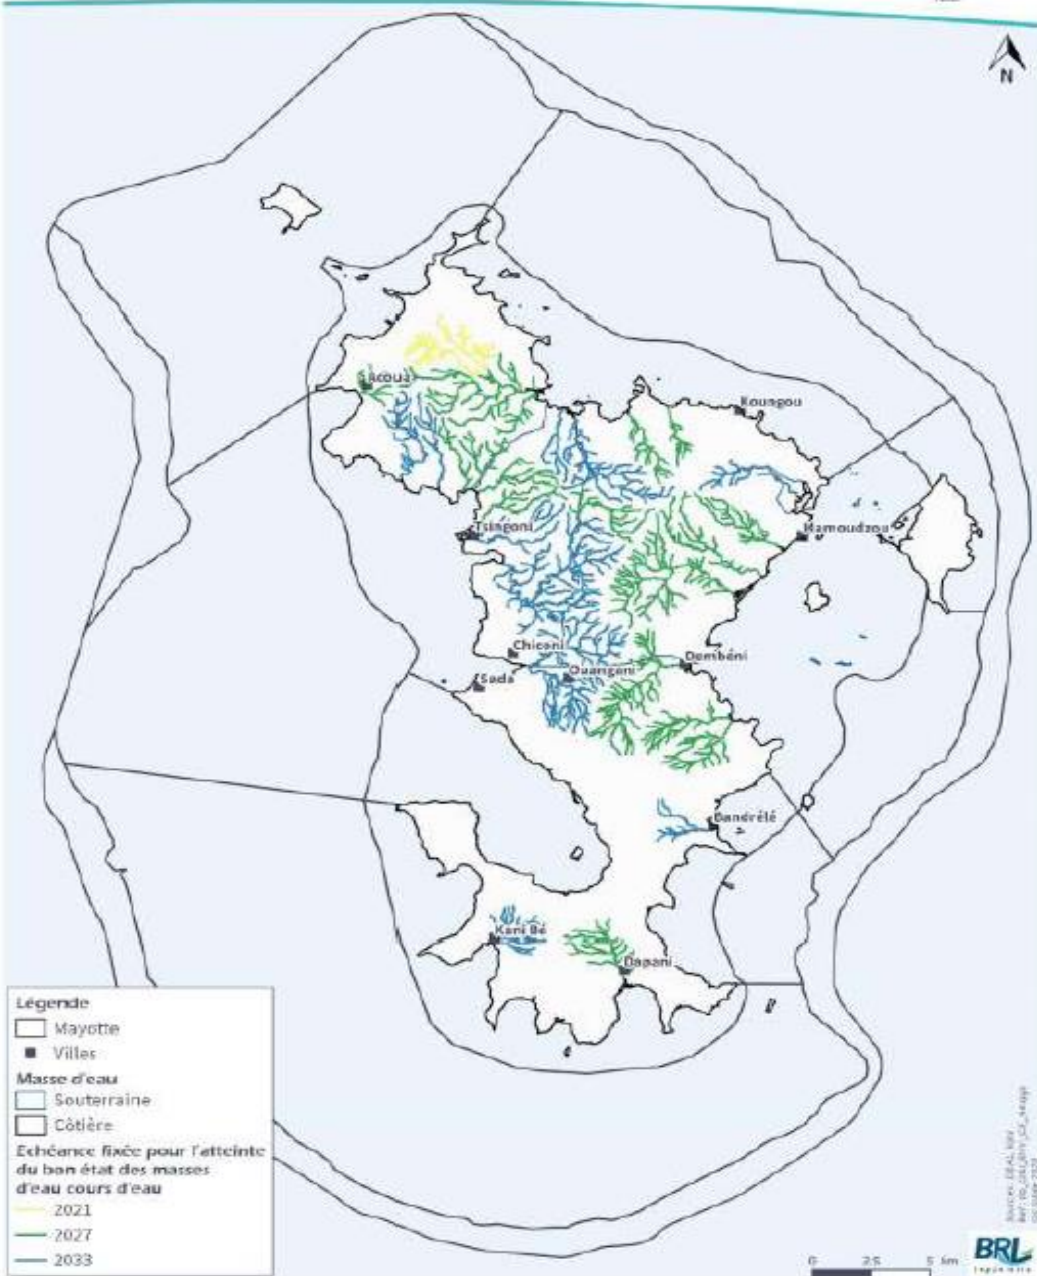 N
Acoua
Koungou
Tsingoni
Mamoudzou
Chiconi
Dembéni
Ouangani
Sada
Bandrélé
Kani Bé
Dapani
Légende
Mayotte
Villes
Masse d'eau
Souterraine
Côtière
Echéance fixée pour l'atteinte
du bon état des masses
d'eau cours d'eau
2021
2027
2033
0 2.5 5 km
BRL
Ingénierie